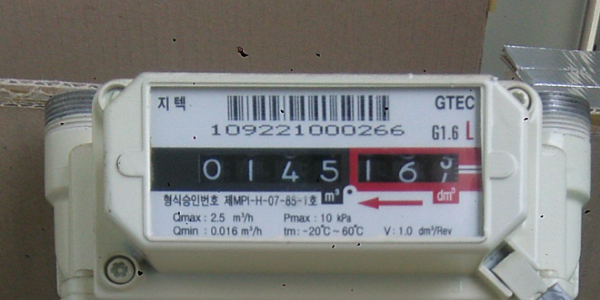 지텍 GTEC
109221000266 G1.6 L
0145 16
형식승인번호 제MPI-H-07-85-1호 m³ dm³
Qmax : 2.5 m³/h Pmax : 10 kPa
Qmin : 0.016 m³/h tm: -20℃ ~ 60℃ V : 1.0 dm³/Rev